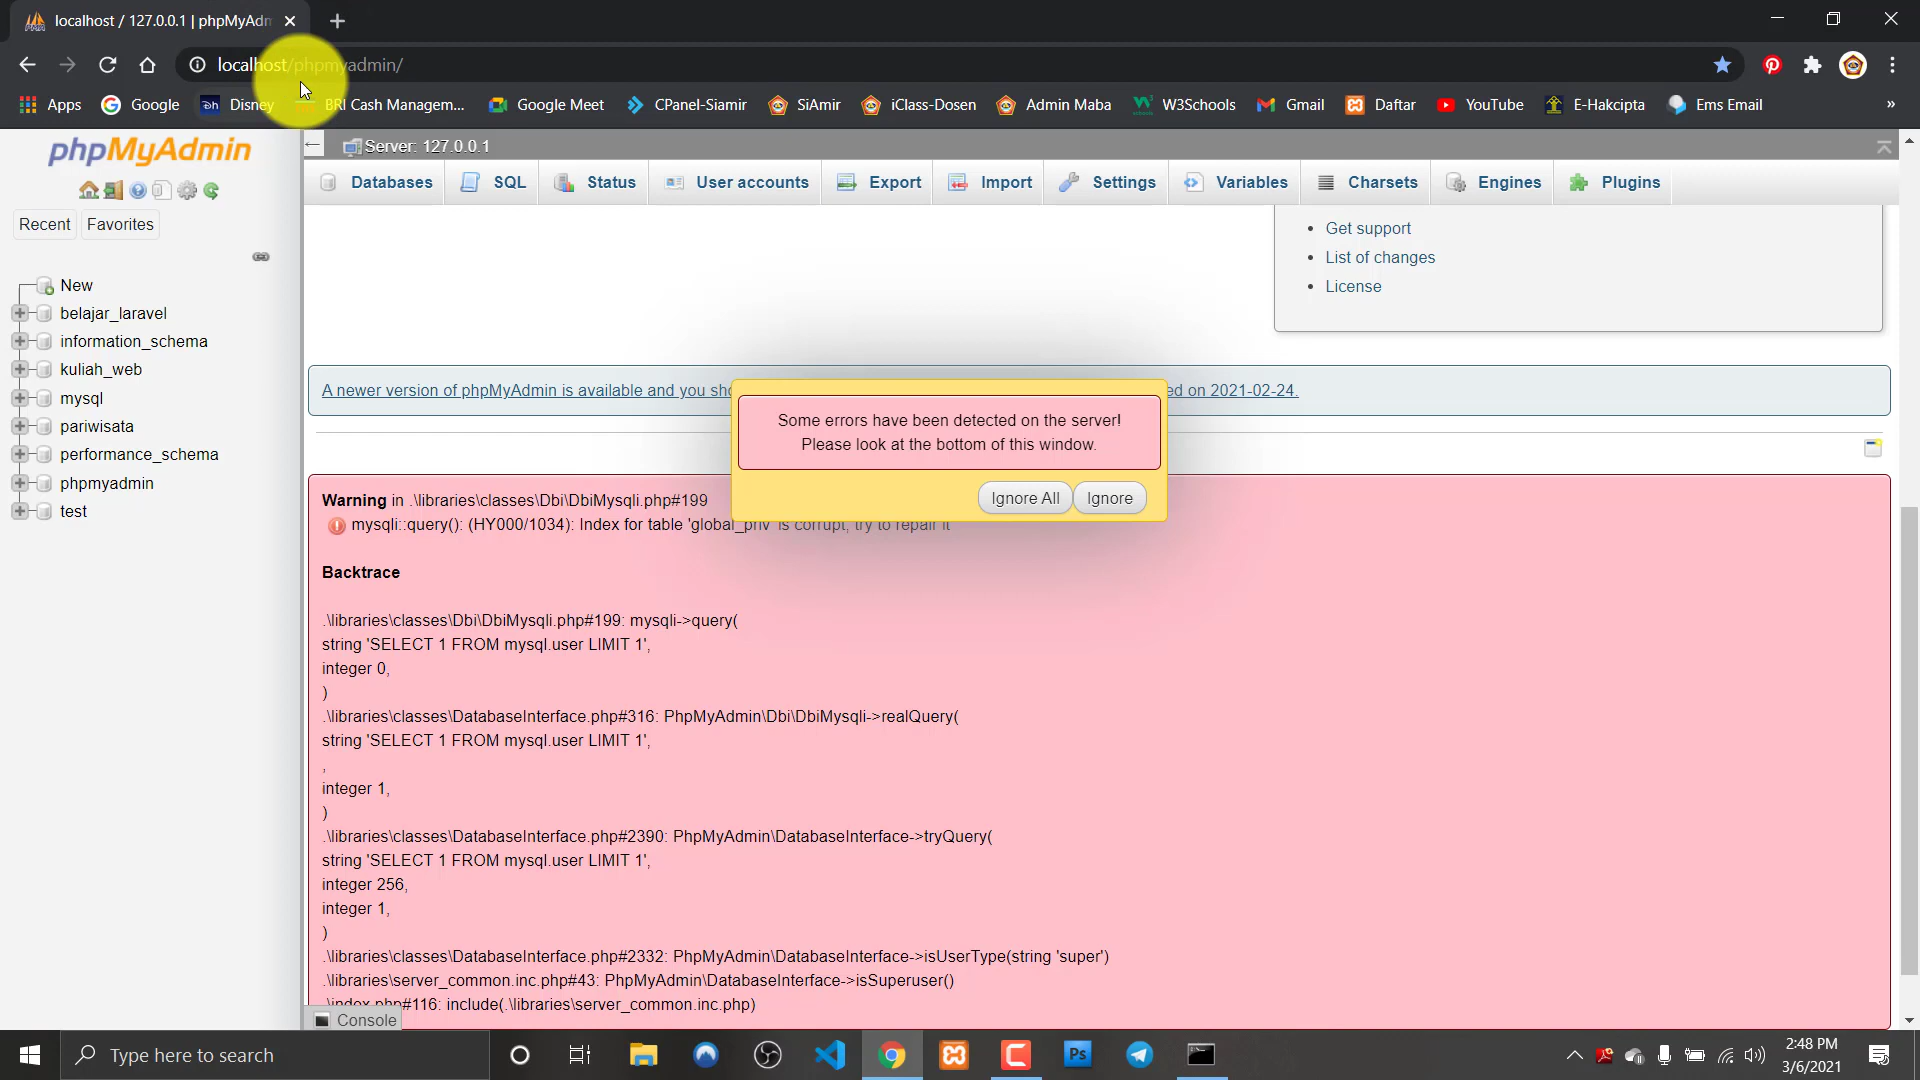 localhost / 127.0.0.1 | phpMyAdm
localhost/phpmyadmin/
Apps
Google
Disney
BRI Cash Managem...
Google Meet
CPanel-Siamir
SiAmir
iClass-Dosen
Admin Maba
W3Schools
Gmail
Daftar
YouTube
E-Hakcipta
Ems Email
»
phpMyAdmin
Recent
Favorites
New
belajar_laravel
information_schema
kuliah_web
mysql
pariwisata
performance_schema
phpmyadmin
test
Server: 127.0.0.1
Databases
SQL
Status
User accounts
Export
Import
Settings
Variables
Charsets
Engines
Plugins
Get support
List of changes
License
A newer version of phpMyAdmin is available and you sho
ed on 2021-02-24.
Some errors have been detected on the server!
Please look at the bottom of this window.
Ignore All
Ignore
Warning in .\libraries\classes\Dbi\DbiMysqli.php#199
mysqli::query(): (HY000/1034): Index for table 'global_priv' is corrupt; try to repair it
Backtrace
.\libraries\classes\Dbi\DbiMysqli.php#199: mysqli->query(
string 'SELECT 1 FROM mysql.user LIMIT 1',
integer 0,
)
.\libraries\classes\DatabaseInterface.php#316: PhpMyAdmin\Dbi\DbiMysqli->realQuery(
string 'SELECT 1 FROM mysql.user LIMIT 1',
,
integer 1,
)
.\libraries\classes\DatabaseInterface.php#2390: PhpMyAdmin\DatabaseInterface->tryQuery(
string 'SELECT 1 FROM mysql.user LIMIT 1',
integer 256,
integer 1,
)
.\libraries\classes\DatabaseInterface.php#2332: PhpMyAdmin\DatabaseInterface->isUserType(string 'super')
.\libraries\server_common.inc.php#43: PhpMyAdmin\DatabaseInterface->isSuperuser()
.\index.php#116: include(.\libraries\server_common.inc.php)
Console
Type here to search
2:48 PM
3/6/2021